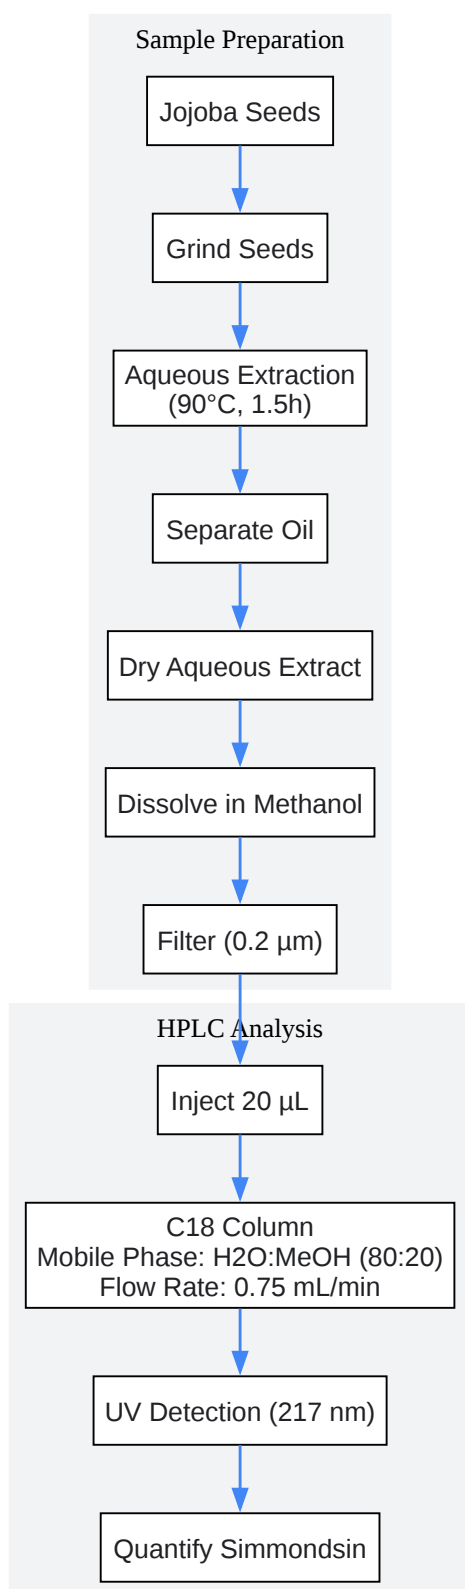 Sample Preparation
Jojoba Seeds
Grind Seeds
Aqueous Extraction
(90°C, 1.5h)
Separate Oil
Dry Aqueous Extract
Dissolve in Methanol
Filter (0.2 µm)
HPLC Analysis
Inject 20 µL
C18 Column
Mobile Phase: H2O:MeOH (80:20)
Flow Rate: 0.75 mL/min
UV Detection (217 nm)
Quantify Simmondsin